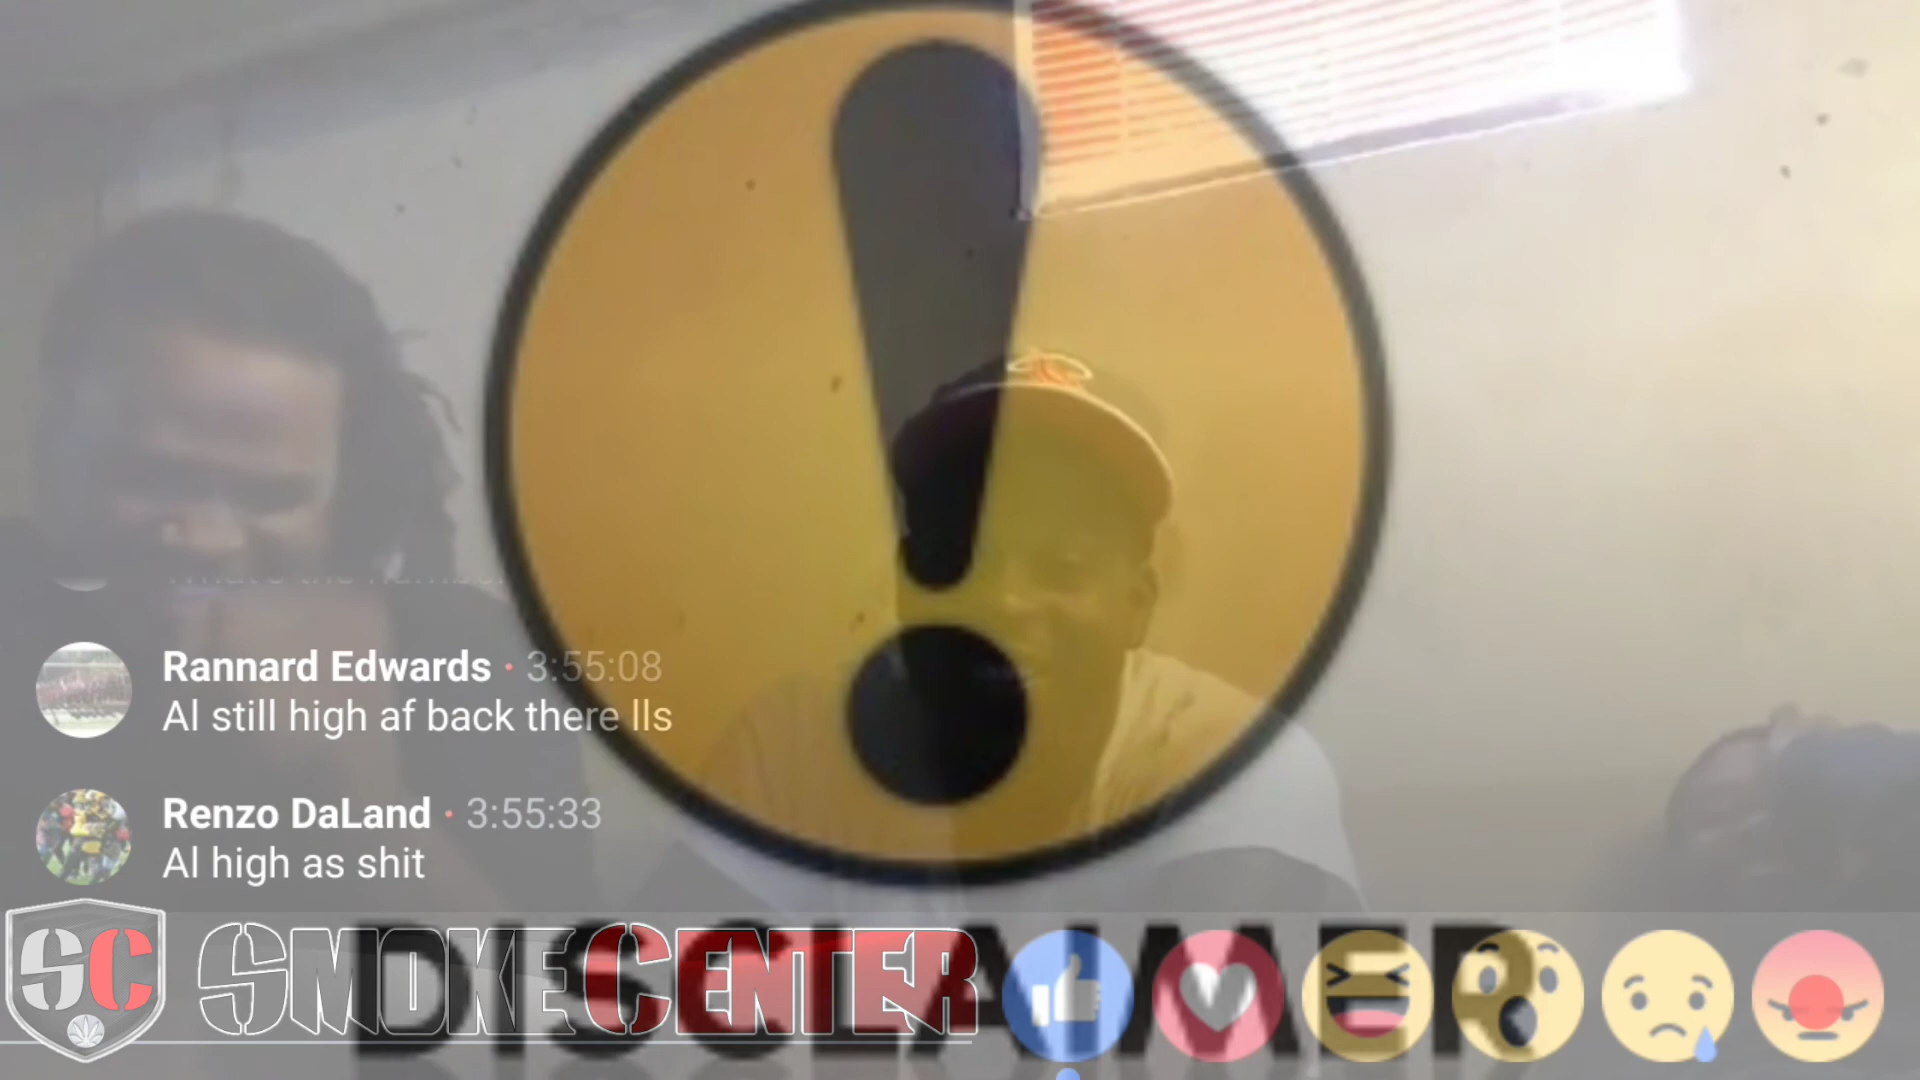 Rannard Edwards · 3:55:08
Al still high af back there lls
Renzo DaLand · 3:55:33
Al high as shit
SC SMOKECENTER
DISCLAIMER